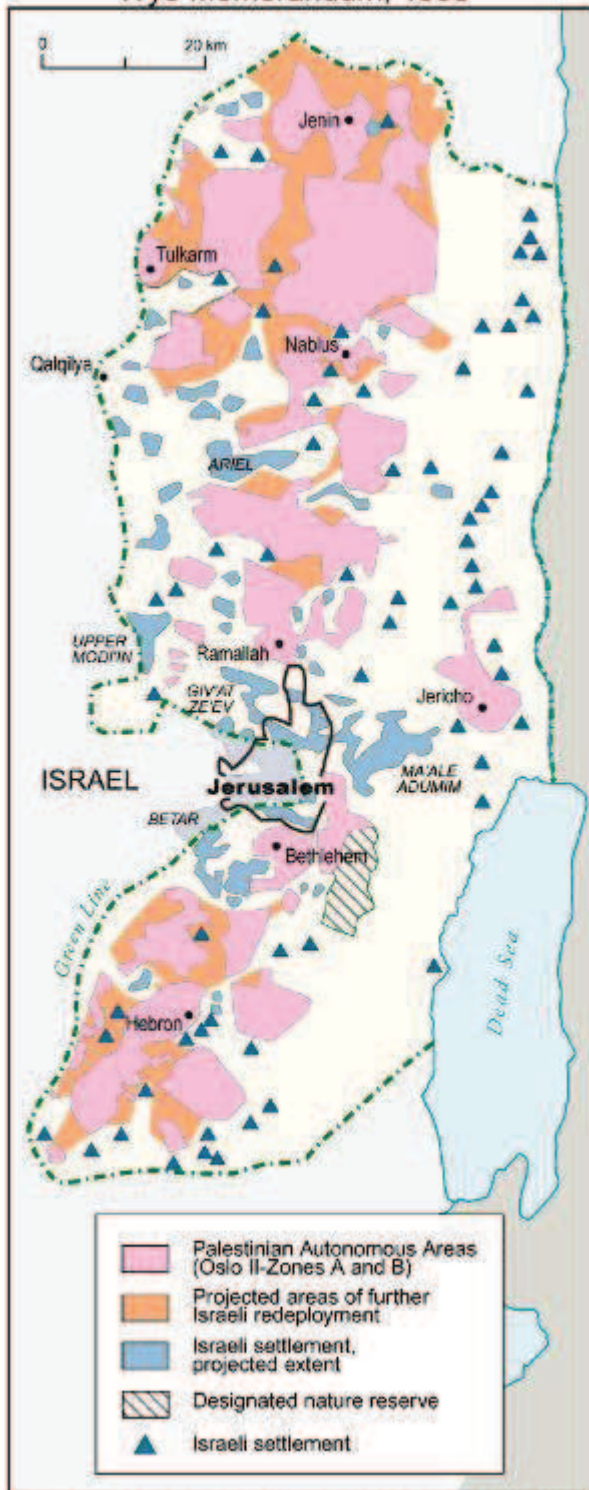 0 20 km
Jenin
Tulkarm
Nablus
Qalqilya
ARIEL
UPPER
MODI'IN
Ramallah
GIV'AT
ZE'EV
Jericho
ISRAEL
Jerusalem
MA'ALE
ADUMIM
BETAR
Bethlehem
Green Line
Dead Sea
Hebron
Palestinian Autonomous Areas
(Oslo II-Zones A and B)
Projected areas of further
Israeli redeployment
Israeli settlement,
projected extent
Designated nature reserve
Israeli settlement